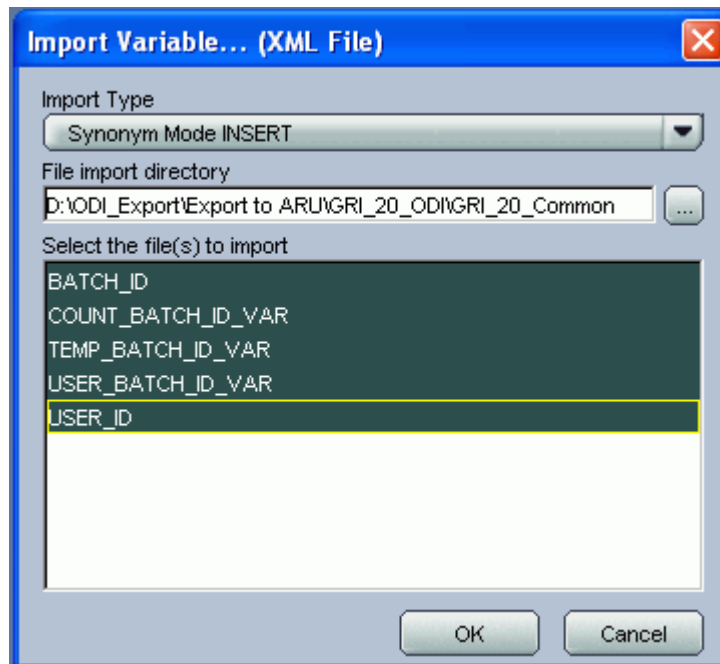 Import Variable... (XML File)
Import Type
Synonym Mode INSERT
File import directory
D:\ODI_Export\Export to ARU\GRI_20_ODI\GRI_20_Common
...
Select the file(s) to import
BATCH_ID
COUNT_BATCH_ID_VAR
TEMP_BATCH_ID_VAR
USER_BATCH_ID_VAR
USER_ID
OK
Cancel